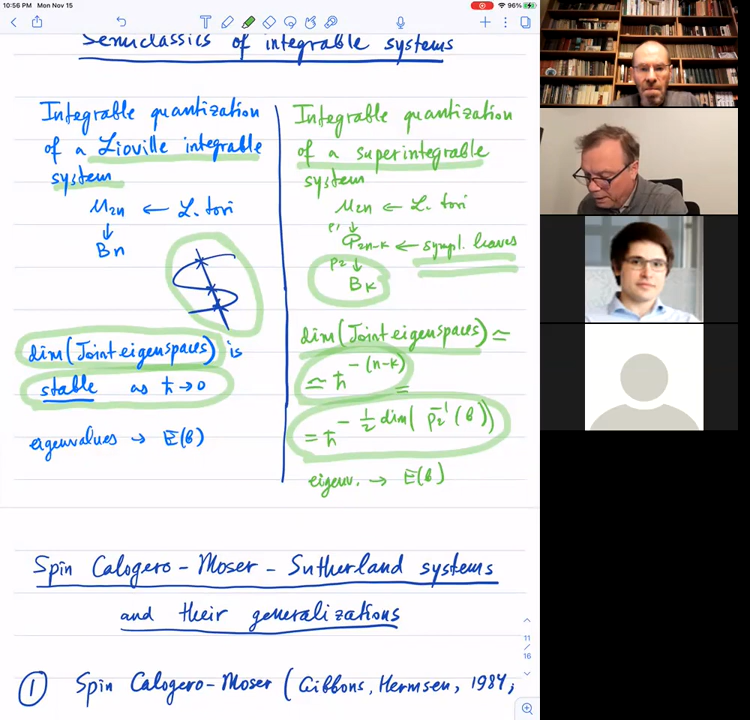 10:56 PM Mon Nov 15
96%
Semiclassics of integrable systems
Integrable quantization
of a Lioville integrable
system
M2n ← L. tori
↓
Bn
dim(Joint eigenspaces) is
stable as ℏ→0
eigenvalues → E(b)
Integrable quantization
of a superintegrable
system
M2n ← L. tori
p1 ↓
P2n-k ← sympl. leaves
p2 ↓
Bk
dim(Joint eigenspaces) ≃
≃ ℏ^-(n-k) =
= ℏ^-½ dim(p2^-1(b))
eigenv. → E(b)
Spin Calogero-Moser-Sutherland systems
and their generalizations
① Spin Calogero-Moser (Gibbons, Hermsen, 1984,
11
/
16